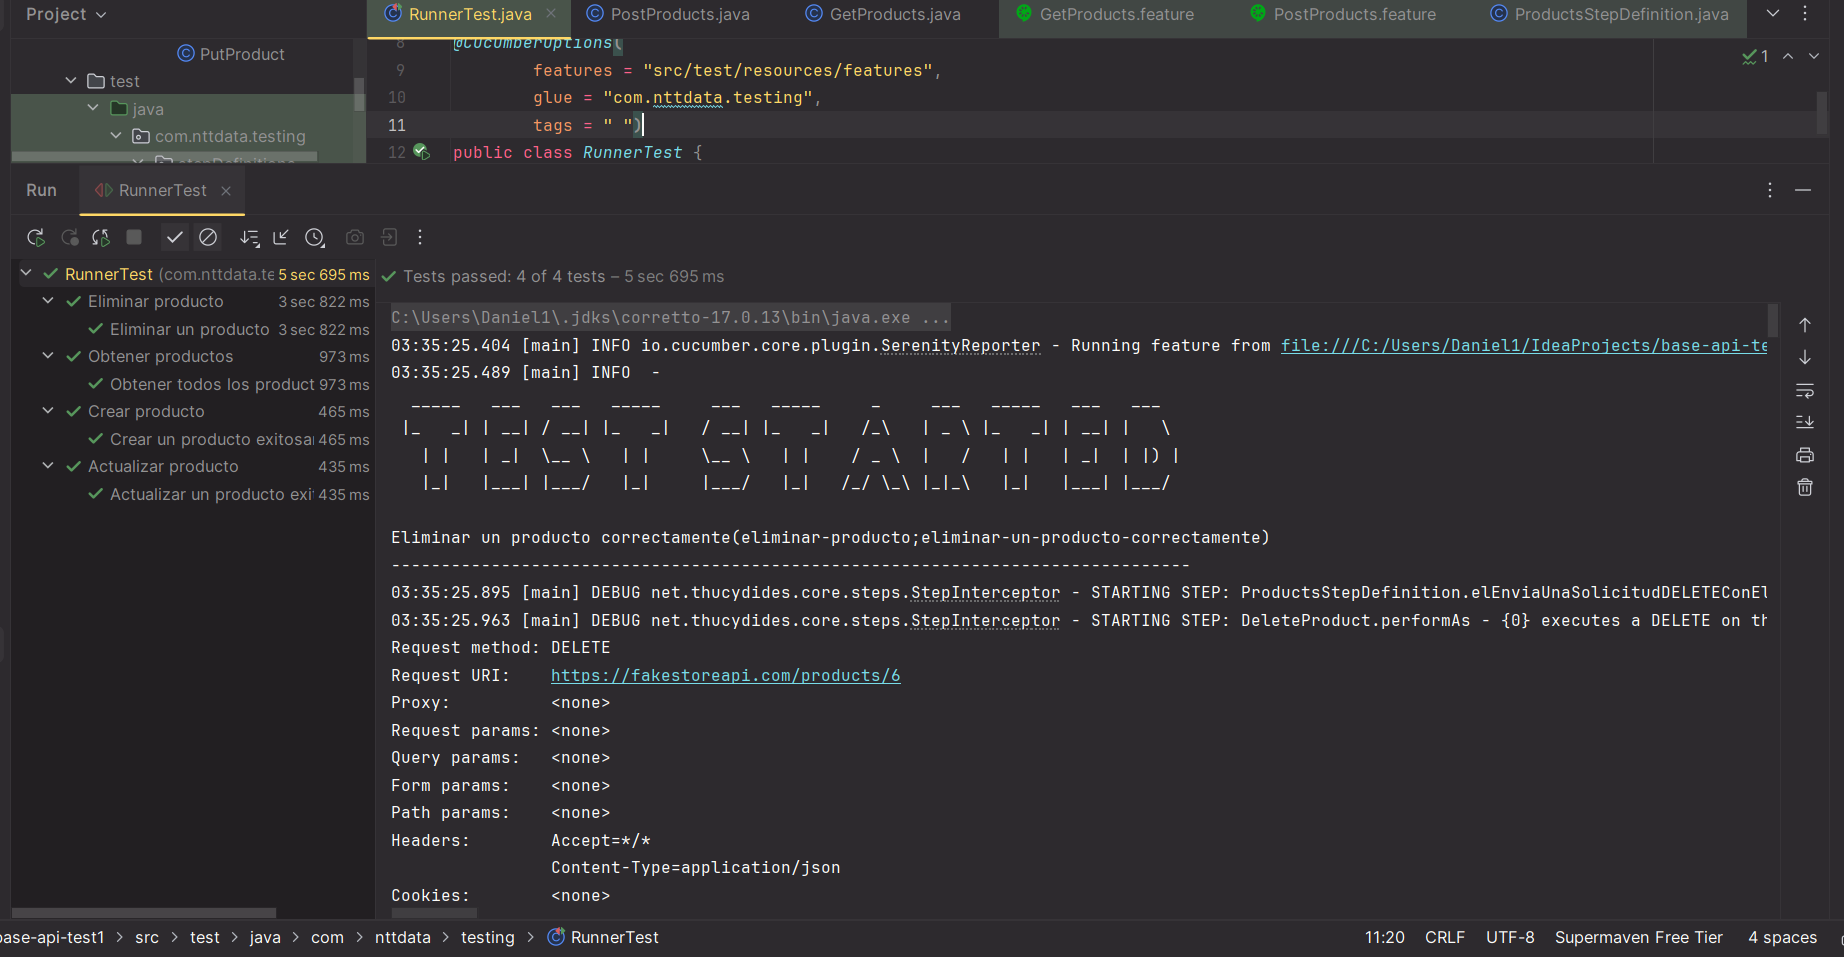 Project
RunnerTest.java
PostProducts.java
GetProducts.java
GetProducts.feature
PostProducts.feature
ProductsStepDefinition.java
PutProduct
test
java
com.nttdata.testing
stepDefinitions
8 @CucumberOptions(
9 features = "src/test/resources/features",
10 glue = "com.nttdata.testing",
11 tags = " ")
12 public class RunnerTest {
1
Run
RunnerTest
RunnerTest (com.nttdata.te 5 sec 695 ms
Eliminar producto 3 sec 822 ms
Eliminar un producto 3 sec 822 ms
Obtener productos 973 ms
Obtener todos los product 973 ms
Crear producto 465 ms
Crear un producto exitosa 465 ms
Actualizar producto 435 ms
Actualizar un producto exi 435 ms
Tests passed: 4 of 4 tests – 5 sec 695 ms
C:\Users\Daniel1\.jdks\corretto-17.0.13\bin\java.exe ...
03:35:25.404 [main] INFO io.cucumber.core.plugin.SerenityReporter - Running feature from file:///C:/Users/Daniel1/IdeaProjects/base-api-te
03:35:25.489 [main] INFO  -
TEST STARTED
Eliminar un producto correctamente(eliminar-producto;eliminar-un-producto-correctamente)
--------------------------------------------------------------------------------
03:35:25.895 [main] DEBUG net.thucydides.core.steps.StepInterceptor - STARTING STEP: ProductsStepDefinition.elEnviaUnaSolicitudDELETEConEl
03:35:25.963 [main] DEBUG net.thucydides.core.steps.StepInterceptor - STARTING STEP: DeleteProduct.performAs - {0} executes a DELETE on th
Request method: DELETE
Request URI: https://fakestoreapi.com/products/6
Proxy: <none>
Request params: <none>
Query params: <none>
Form params: <none>
Path params: <none>
Headers: Accept=*/*
Content-Type=application/json
Cookies: <none>
base-api-test1 > src > test > java > com > nttdata > testing > RunnerTest
11:20 CRLF UTF-8 Supermaven Free Tier 4 spaces